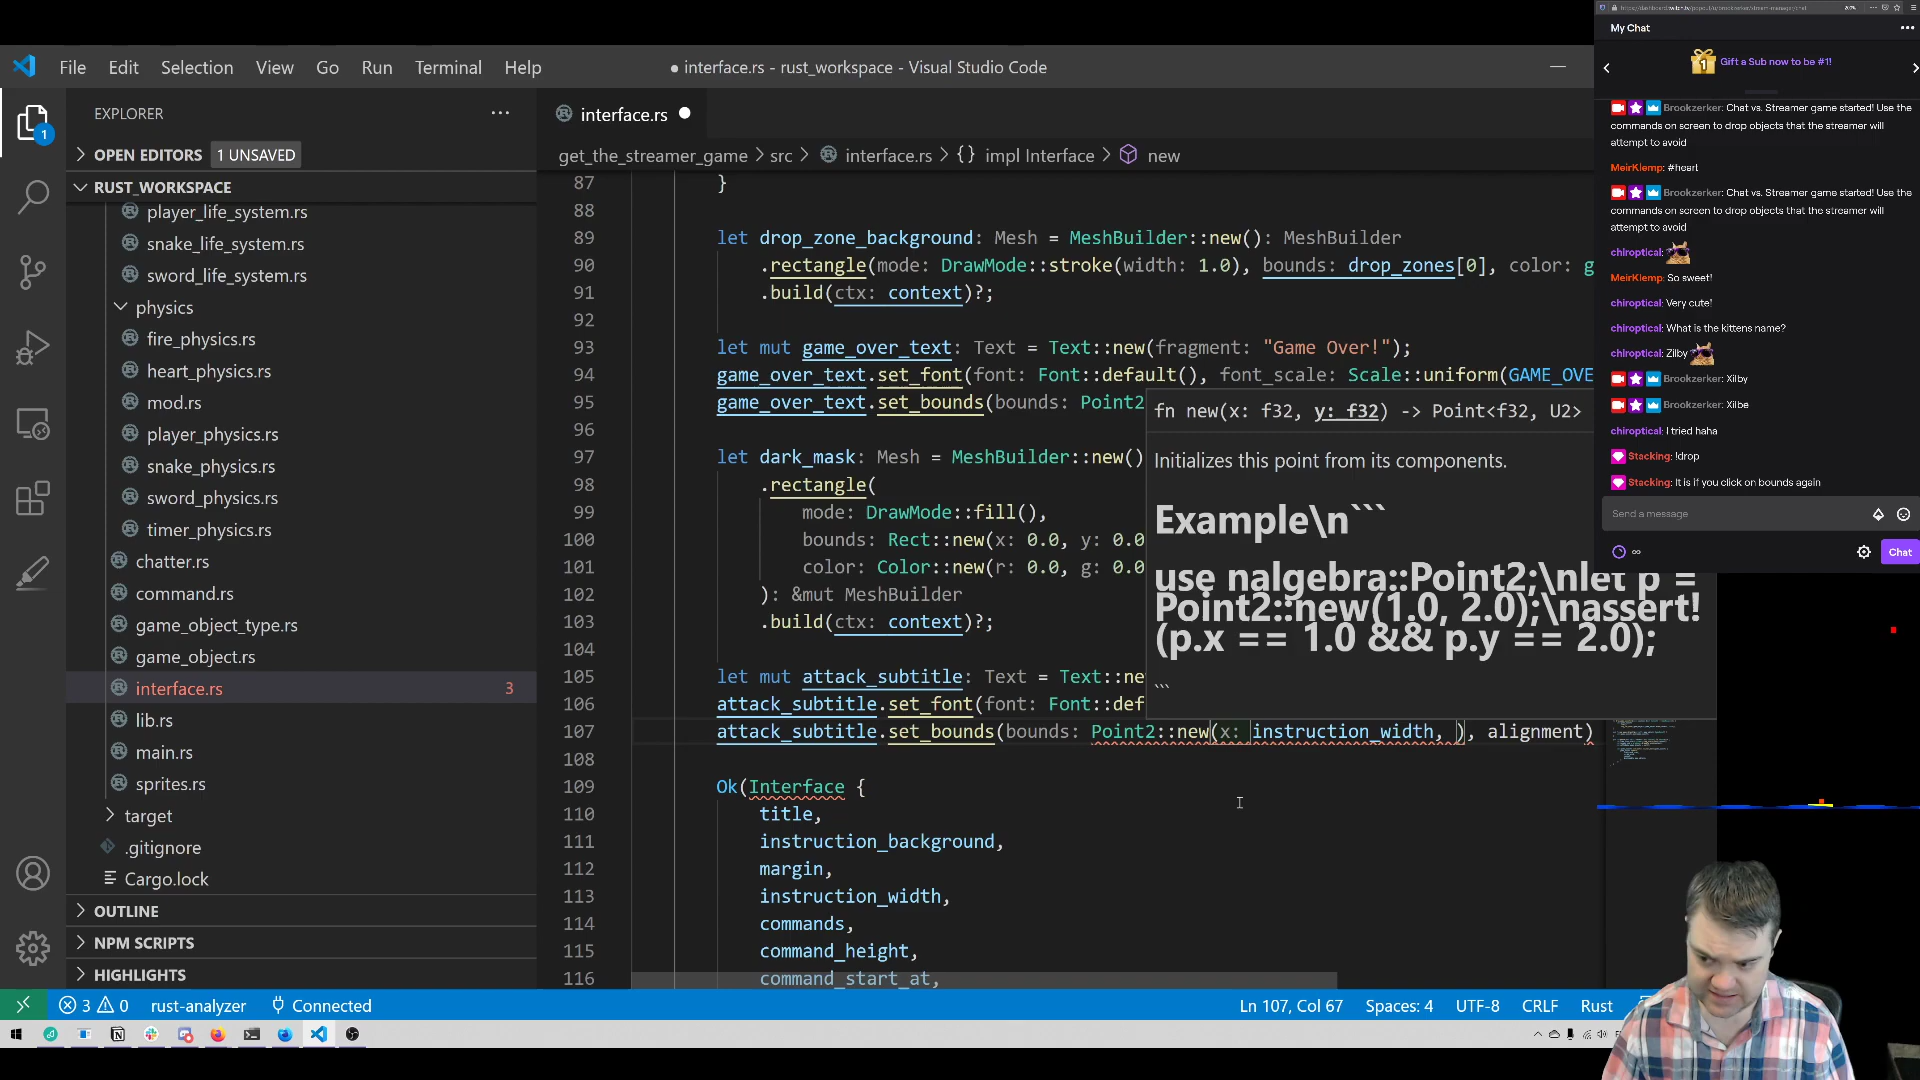 File Edit Selection View Go Run Terminal Help
● interface.rs - rust_workspace - Visual Studio Code
EXPLORER
OPEN EDITORS 1 UNSAVED
RUST_WORKSPACE
player_life_system.rs
snake_life_system.rs
sword_life_system.rs
physics
fire_physics.rs
heart_physics.rs
mod.rs
player_physics.rs
snake_physics.rs
sword_physics.rs
timer_physics.rs
chatter.rs
command.rs
game_object_type.rs
game_object.rs
interface.rs 3
lib.rs
main.rs
sprites.rs
target
.gitignore
Cargo.lock
OUTLINE
NPM SCRIPTS
HIGHLIGHTS
1
interface.rs ●
get_the_streamer_game > src > interface.rs > {} impl Interface > new
87 }
88
89 let drop_zone_background: Mesh = MeshBuilder::new(): MeshBuilder
90 .rectangle(mode: DrawMode::stroke(width: 1.0), bounds: drop_zones[0], color: g
91 .build(ctx: context)?;
92
93 let mut game_over_text: Text = Text::new(fragment: "Game Over!");
94 game_over_text.set_font(font: Font::default(), font_scale: Scale::uniform(GAME_OVE
95 game_over_text.set_bounds(bounds: Point2
96
97 let dark_mask: Mesh = MeshBuilder::new()
98 .rectangle(
99 mode: DrawMode::fill(),
100 bounds: Rect::new(x: 0.0, y: 0.0
101 color: Color::new(r: 0.0, g: 0.0
102 ): &mut MeshBuilder
103 .build(ctx: context)?;
104
105 let mut attack_subtitle: Text = Text::ne
106 attack_subtitle.set_font(font: Font::def
107 attack_subtitle.set_bounds(bounds: Point2::new(x: instruction_width, ), alignment)
108
109 Ok(Interface {
110 title,
111 instruction_background,
112 margin,
113 instruction_width,
114 commands,
115 command_height,
116 command_start_at,
fn new(x: f32, y: f32) -> Point<f32, U2>
Initializes this point from its components.
Example\n```
use nalgebra::Point2;\nlet p =
Point2::new(1.0, 2.0);\nassert!
(p.x == 1.0 && p.y == 2.0);
```
3 0 rust-analyzer Connected
Ln 107, Col 67 Spaces: 4 UTF-8 CRLF Rust
My Chat
1 Gift a Sub now to be #1!
Brookzerker: Chat vs. Streamer game started! Use the
commands on screen to drop objects that the streamer will
attempt to avoid
MeirKlemp: #heart
Brookzerker: Chat vs. Streamer game started! Use the
commands on screen to drop objects that the streamer will
attempt to avoid
chiroptical:
MeirKlemp: So sweet!
chiroptical: Very cute!
chiroptical: What is the kittens name?
chiroptical: Zilby
Brookzerker: Xilby
Brookzerker: Xilbe
chiroptical: I tried haha
Stacking: !drop
Stacking: It is if you click on bounds again
Send a message
∞
Chat